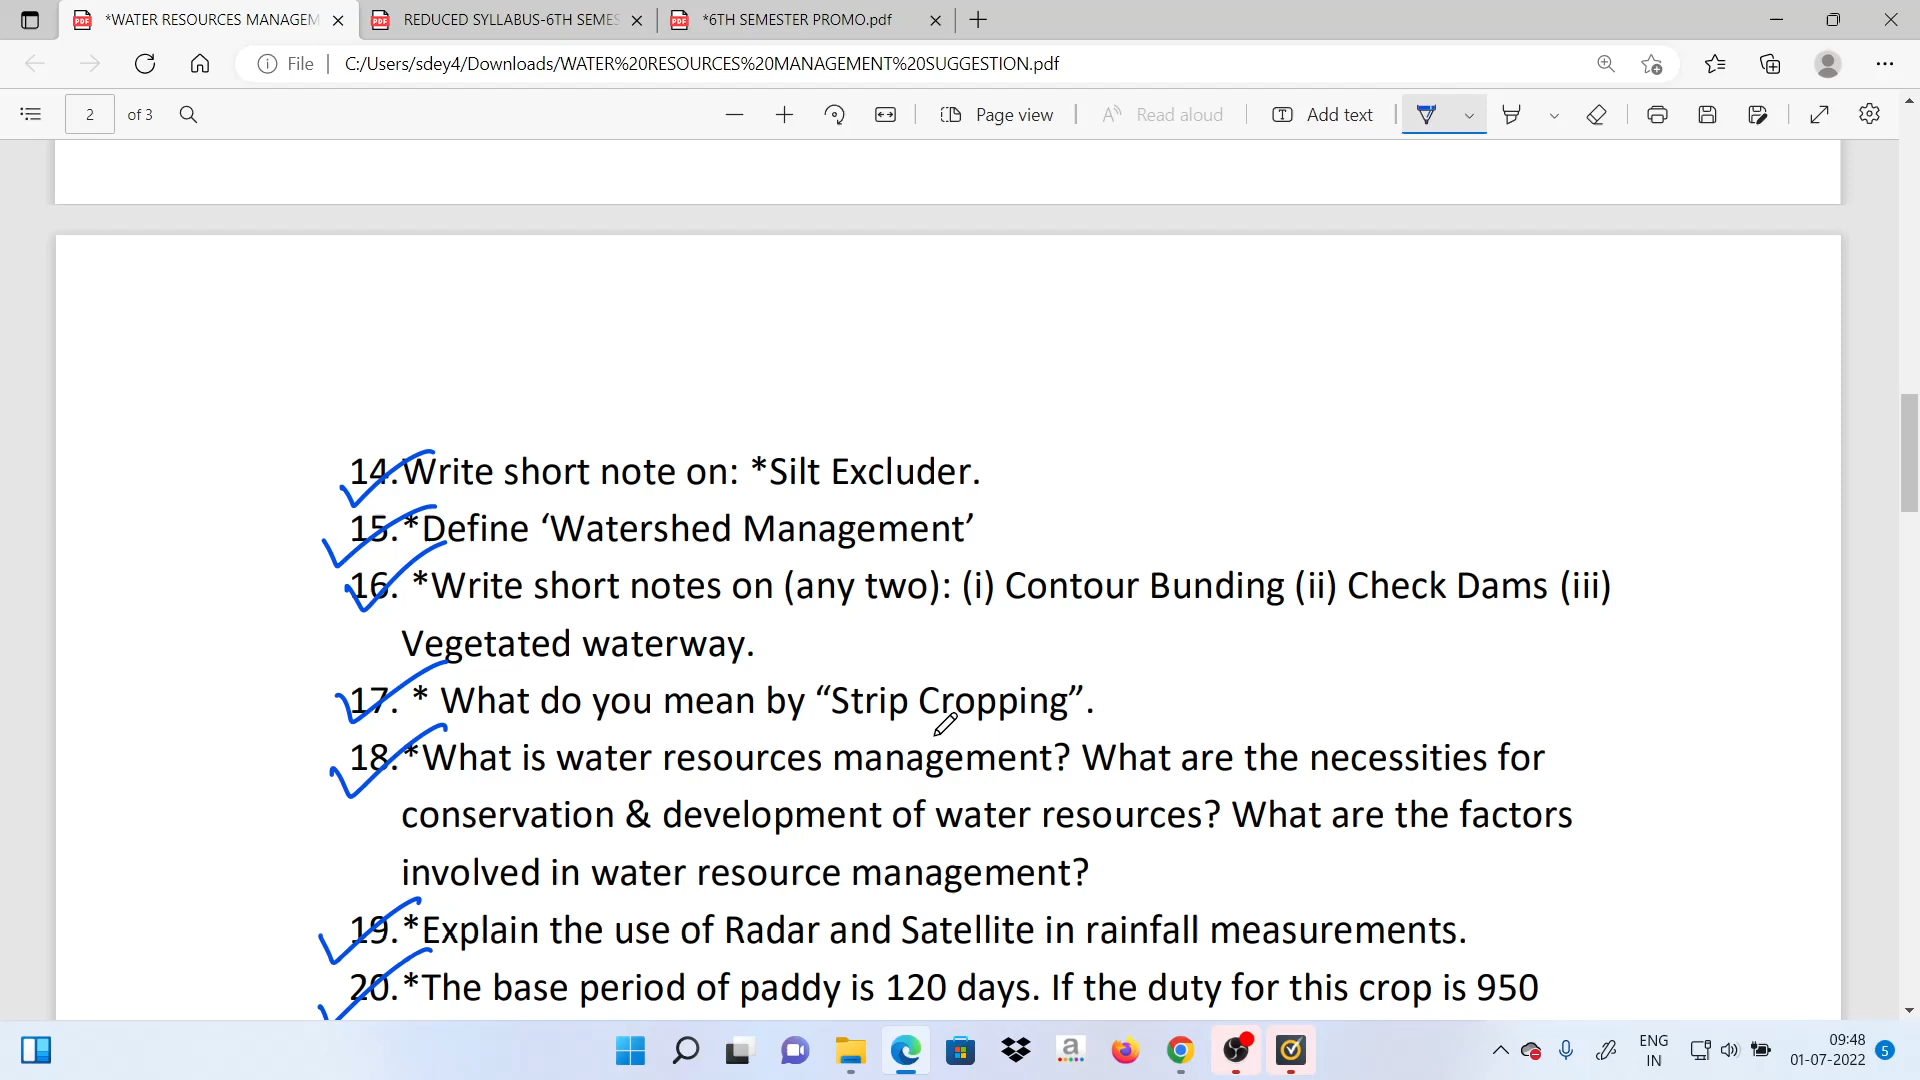 *WATER RESOURCES MANAGEM
REDUCED SYLLABUS-6TH SEMES
*6TH SEMESTER PROMO.pdf
File
C:/Users/sdey4/Downloads/WATER%20RESOURCES%20MANAGEMENT%20SUGGESTION.pdf
2 of 3
Page view
Read aloud
Add text
14. Write short note on: *Silt Excluder.
15. *Define ‘Watershed Management’
16. *Write short notes on (any two): (i) Contour Bunding (ii) Check Dams (iii)
Vegetated waterway.
17. * What do you mean by “Strip Cropping”.
18. *What is water resources management? What are the necessities for
conservation & development of water resources? What are the factors
involved in water resource management?
19. *Explain the use of Radar and Satellite in rainfall measurements.
20. *The base period of paddy is 120 days. If the duty for this crop is 950
ENG
IN
09:48
01-07-2022
5